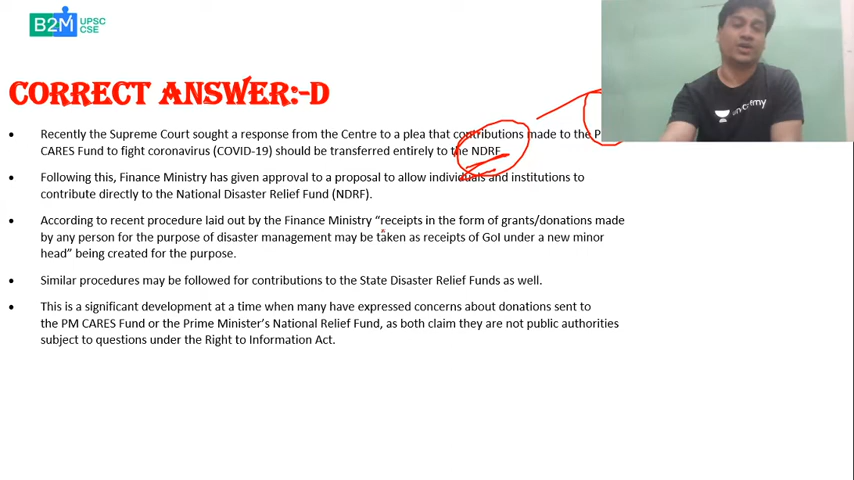 B2M UPSC
CSE
CORRECT ANSWER:-D
• Recently the Supreme Court sought a response from the Centre to a plea that contributions made to the P
CARES Fund to fight coronavirus (COVID-19) should be transferred entirely to the NDRF.
• Following this, Finance Ministry has given approval to a proposal to allow individuals and institutions to
contribute directly to the National Disaster Relief Fund (NDRF).
• According to recent procedure laid out by the Finance Ministry “receipts in the form of grants/donations made
by any person for the purpose of disaster management may be taken as receipts of GoI under a new minor
head” being created for the purpose.
• Similar procedures may be followed for contributions to the State Disaster Relief Funds as well.
• This is a significant development at a time when many have expressed concerns about donations sent to
the PM CARES Fund or the Prime Minister’s National Relief Fund, as both claim they are not public authorities
subject to questions under the Right to Information Act.